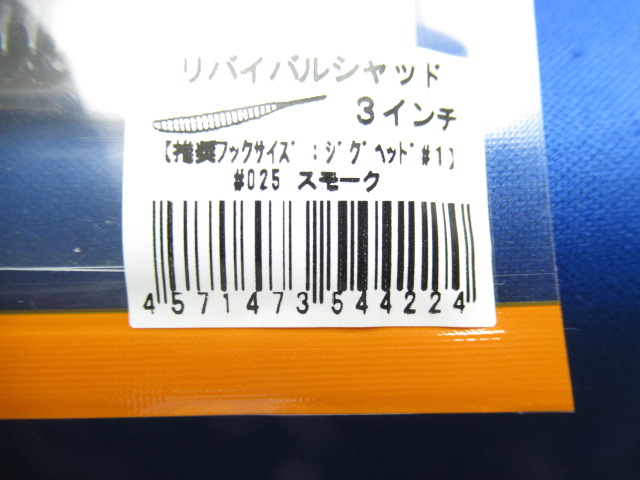 リバイバルシャッド
3インチ
【推奨フックサイズ：ジグヘッド#1】
#025 スモーク
4571473544224